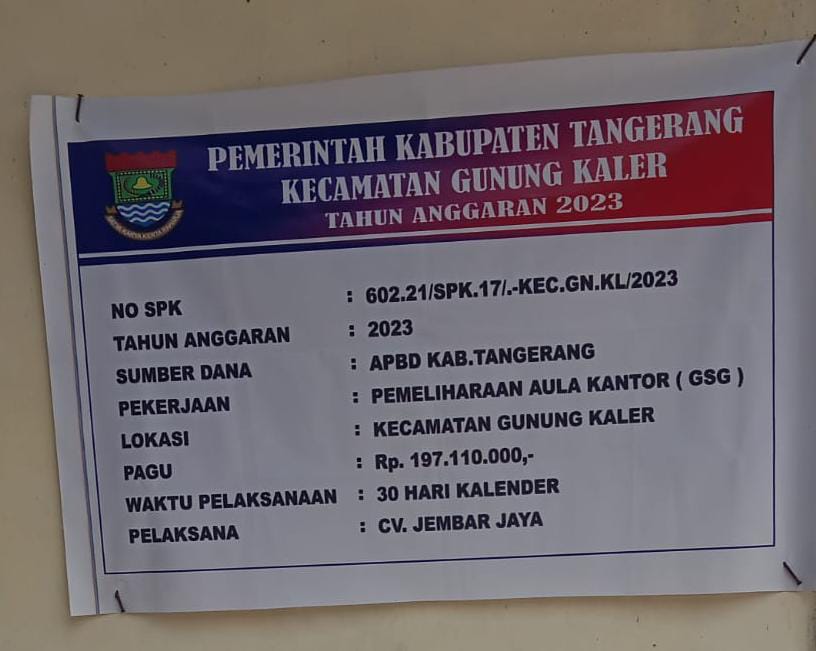 PEMERINTAH KABUPATEN TANGERANG
KECAMATAN GUNUNG KALER
TAHUN ANGGARAN 2023
NO SPK : 602.21/SPK.17/.-KEC.GN.KL/2023
TAHUN ANGGARAN : 2023
SUMBER DANA : APBD KAB.TANGERANG
PEKERJAAN : PEMELIHARAAN AULA KANTOR ( GSG )
LOKASI : KECAMATAN GUNUNG KALER
PAGU : Rp. 197.110.000,-
WAKTU PELAKSANAAN : 30 HARI KALENDER
PELAKSANA : CV. JEMBAR JAYA